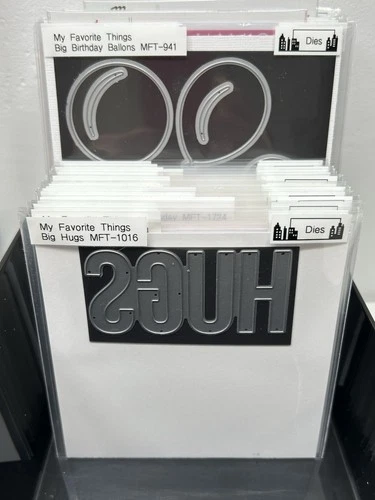 My Favorite Things
Big Birthday Ballons MFT-941
Dies
My Favorite Things
Big Hugs MFT-1016
Dies
HUGS